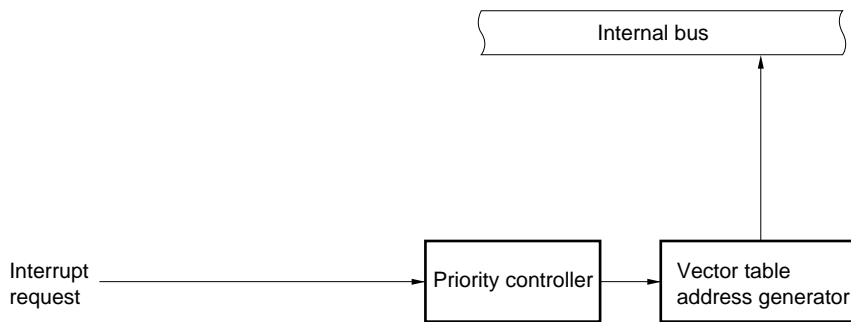 Internal bus
Interrupt
request
Priority controller
Vector table
address generator